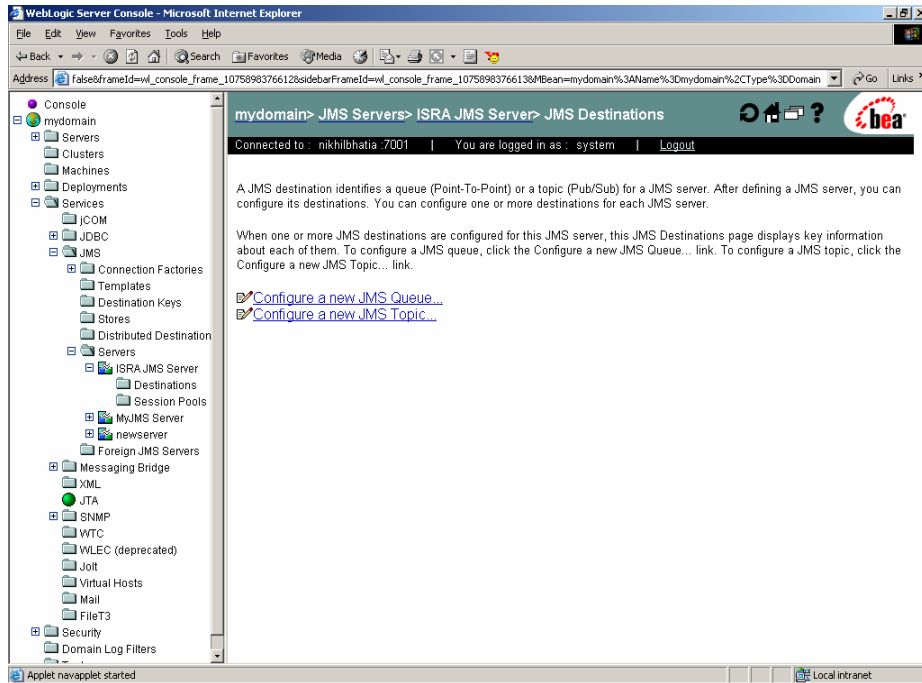 WebLogic Server Console - Microsoft Internet Explorer
File Edit View Favorites Tools Help
Back Search Favorites Media
Address false&frameId=wl_console_frame_1075898376612&sidebarFrameId=wl_console_frame_1075898376613&MBean=mydomain%3AName%3Dmydomain%2CType%3DDomain Go Links
Console
mydomain
Servers
Clusters
Machines
Deployments
Services
jCOM
JDBC
JMS
Connection Factories
Templates
Destination Keys
Stores
Distributed Destination
Servers
ISRA JMS Server
Destinations
Session Pools
MyJMS Server
newserver
Foreign JMS Servers
Messaging Bridge
XML
JTA
SNMP
WTC
WLEC (deprecated)
Jolt
Virtual Hosts
Mail
FileT3
Security
Domain Log Filters
mydomain> JMS Servers> ISRA JMS Server> JMS Destinations
?
bea
Connected to : nikhilbhatia :7001 | You are logged in as : system | Logout
A JMS destination identifies a queue (Point-To-Point) or a topic (Pub/Sub) for a JMS server. After defining a JMS server, you can
configure its destinations. You can configure one or more destinations for each JMS server.
When one or more JMS destinations are configured for this JMS server, this JMS Destinations page displays key information
about each of them. To configure a JMS queue, click the Configure a new JMS Queue... link. To configure a JMS topic, click the
Configure a new JMS Topic... link.
Configure a new JMS Queue...
Configure a new JMS Topic...
Applet navapplet started
Local intranet